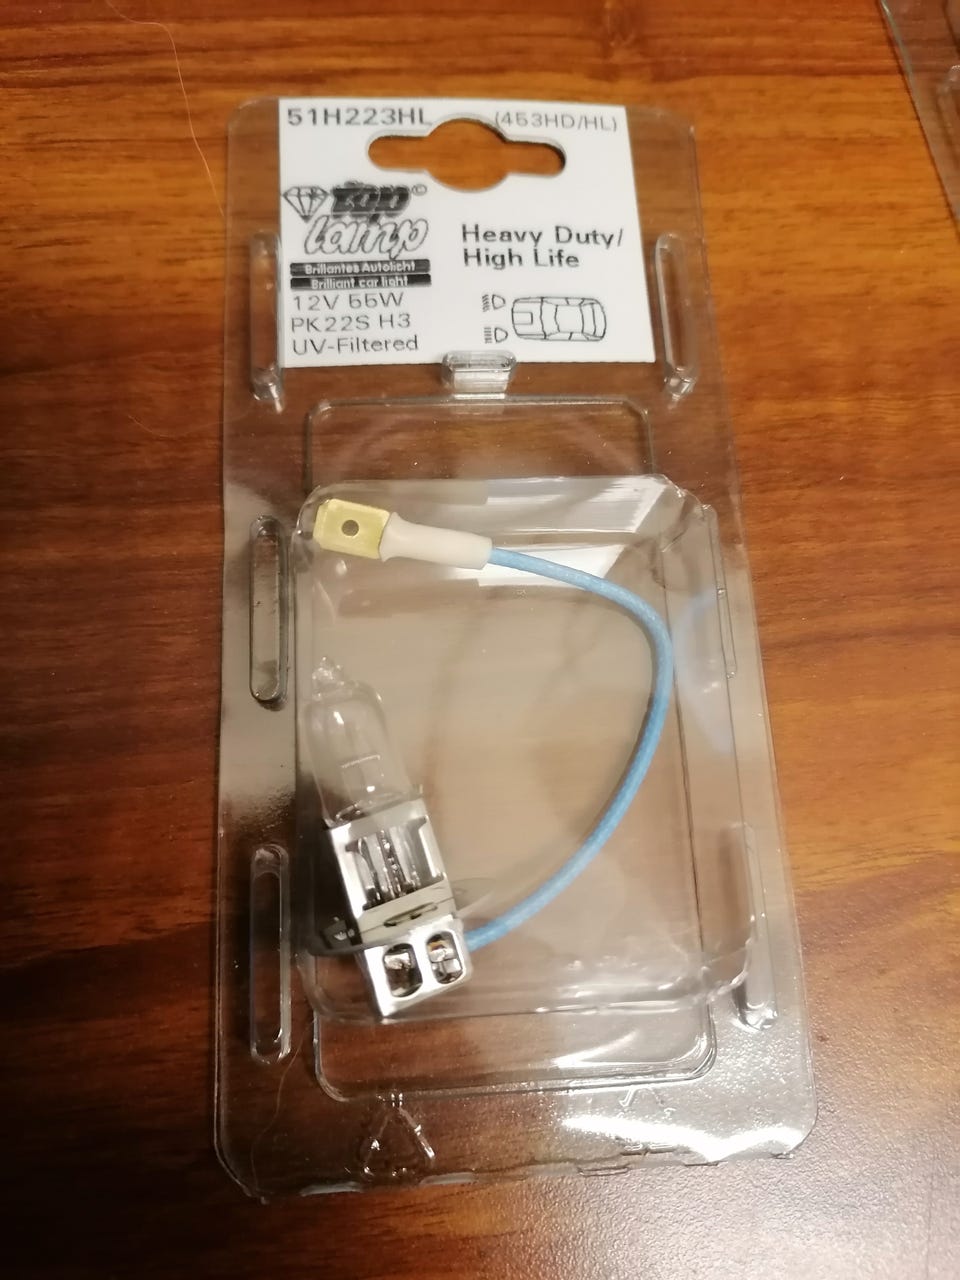 51H223HL (453HD/HL)
Top©
lamp
Brillantes Autolicht
Brilliant car light
Heavy Duty/
High Life
12V 55W
PK22S H3
UV-Filtered